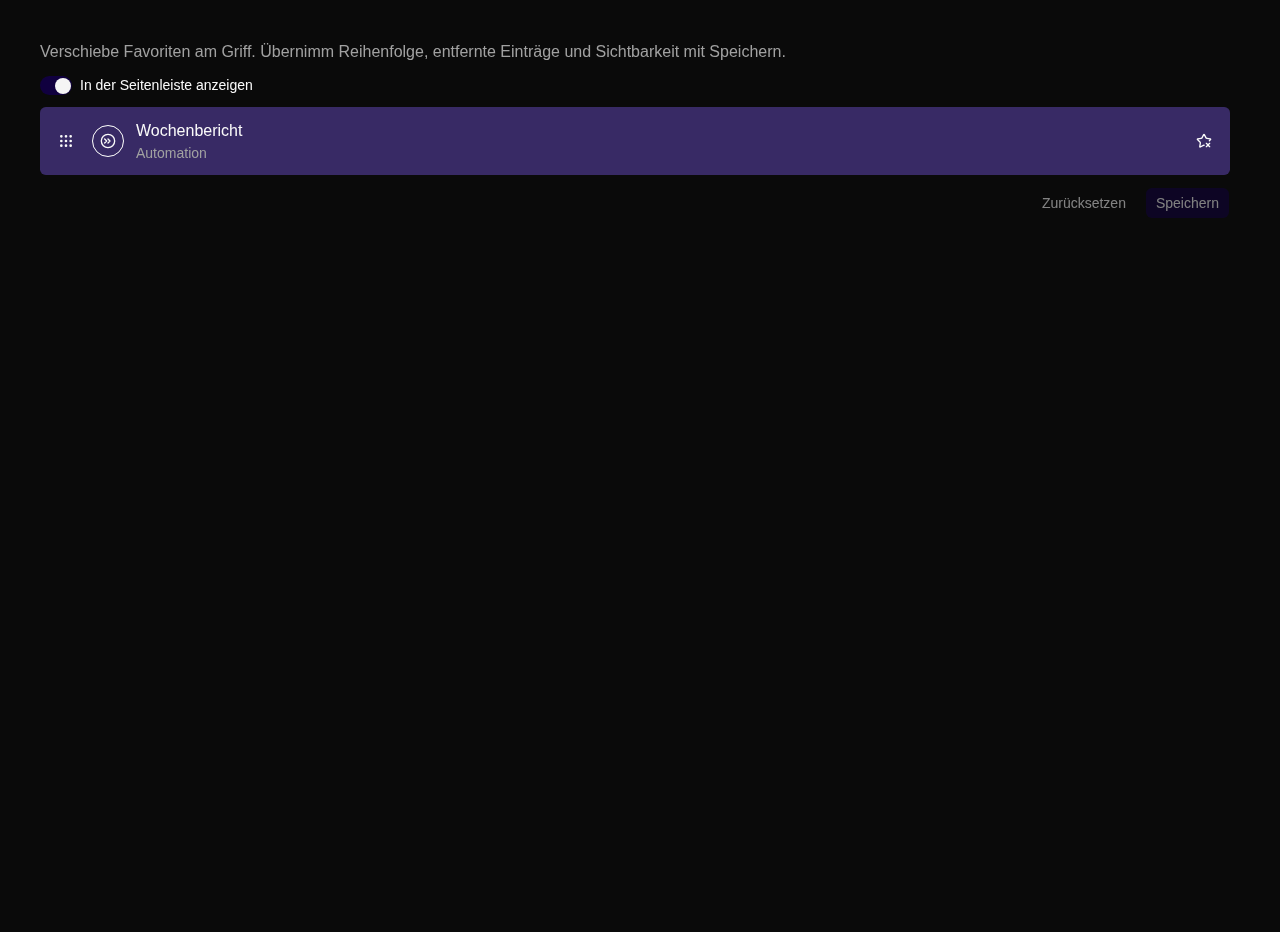 Verschiebe Favoriten am Griff. Übernimm Reihenfolge, entfernte Einträge und Sichtbarkeit mit Speichern.
In der Seitenleiste anzeigen
Wochenbericht
Automation
Zurücksetzen Speichern